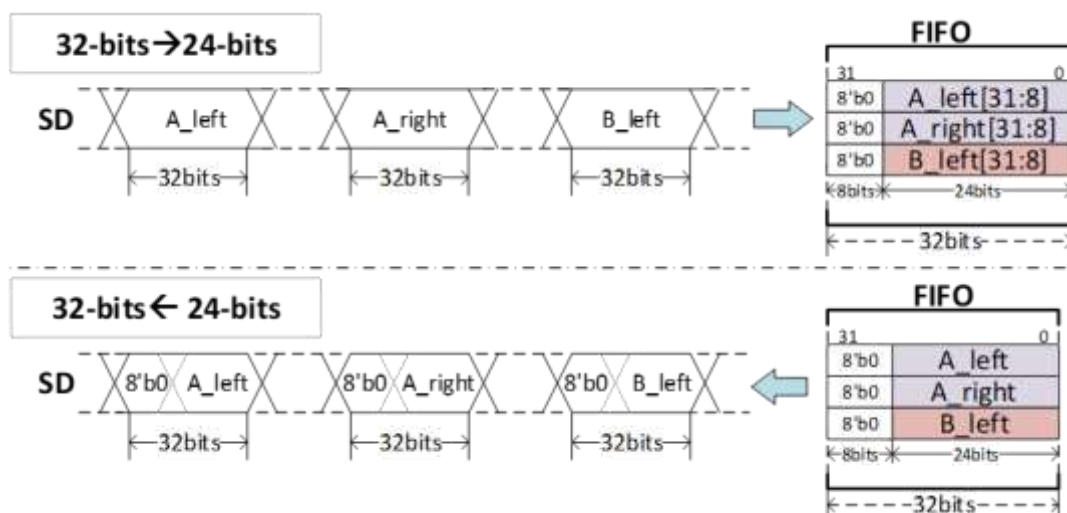 32-bits→24-bits
FIFO
31 0
SD A_left A_right B_left
8'b0 A_left[31:8]
8'b0 A_right[31:8]
8'b0 B_left[31:8]
32bits 32bits 32bits
8bits 24bits
32bits
32-bits← 24-bits
FIFO
31 0
SD 8'b0 A_left 8'b0 A_right 8'b0 B_left
8'b0 A_left
8'b0 A_right
8'b0 B_left
32bits 32bits 32bits
8bits 24bits
32bits